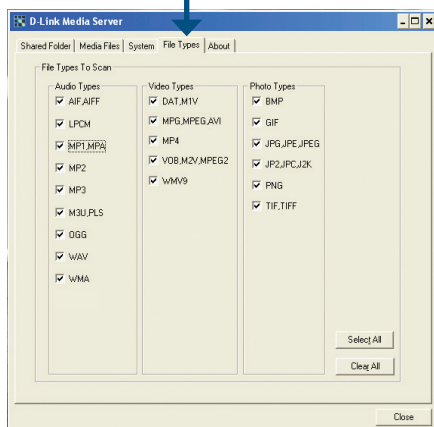 D-Link Media Server
Shared Folder Media Files System File Types About
File Types To Scan
Audio Types
AIF,AIFF
LPCM
MP1,MPA
MP2
MP3
M3U,PLS
OGG
WAV
WMA
Video Types
DAT,M1V
MPG,MPEG,AVI
MP4
VOB,M2V,MPEG2
WMV9
Photo Types
BMP
GIF
JPG,JPE,JPEG
JP2,JPC,J2K
PNG
TIF,TIFF
Select All
Clear All
Close